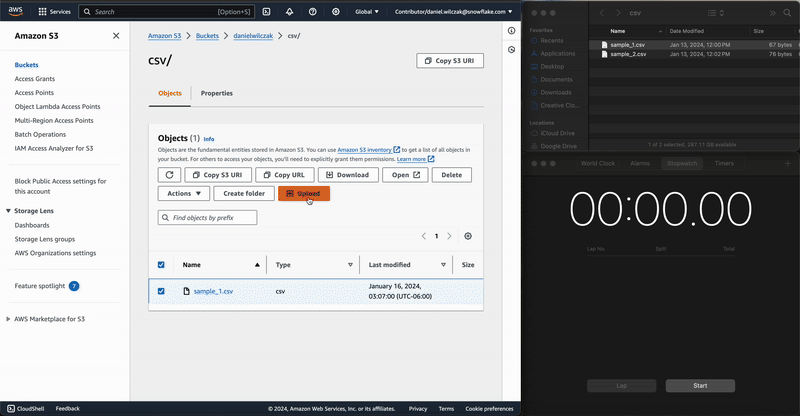 aws
Services
Search
[Option+S]
Global
Contributor/daniel.wilczak@snowflake.com
Amazon S3
Buckets
Access Grants
Access Points
Object Lambda Access Points
Multi-Region Access Points
Batch Operations
IAM Access Analyzer for S3
Block Public Access settings for
this account
Storage Lens
Dashboards
Storage Lens groups
AWS Organizations settings
Feature spotlight 7
AWS Marketplace for S3
Amazon S3 > Buckets > danielwilczak > csv/
csv/
Copy S3 URI
Objects
Properties
Objects (1) Info
Objects are the fundamental entities stored in Amazon S3. You can use Amazon S3 inventory to get a list of all objects in
your bucket. For others to access your objects, you'll need to explicitly grant them permissions. Learn more
Copy S3 URI
Copy URL
Download
Open
Delete
Actions
Create folder
Upload
Find objects by prefix
1
Name
Type
Last modified
Size
sample_1.csv
csv
January 16, 2024,
03:07:00 (UTC-06:00)
CloudShell
Feedback
© 2024, Amazon Web Services, Inc. or its affiliates.
Privacy
Terms
Cookie preferences
csv
Favorites
Recents
Applications
Desktop
Documents
Downloads
Creative Clo...
Locations
iCloud Drive
Google Drive
Name
Date Modified
Size
sample_1.csv
Jan 13, 2024, 12:00 PM
67 bytes
sample_2.csv
Jan 13, 2024, 12:02 PM
76 bytes
1 of 2 selected, 287.11 GB available
World Clock
Alarms
Stopwatch
Timers
00:00.00
Lap No.
Split
Total
Lap
Start